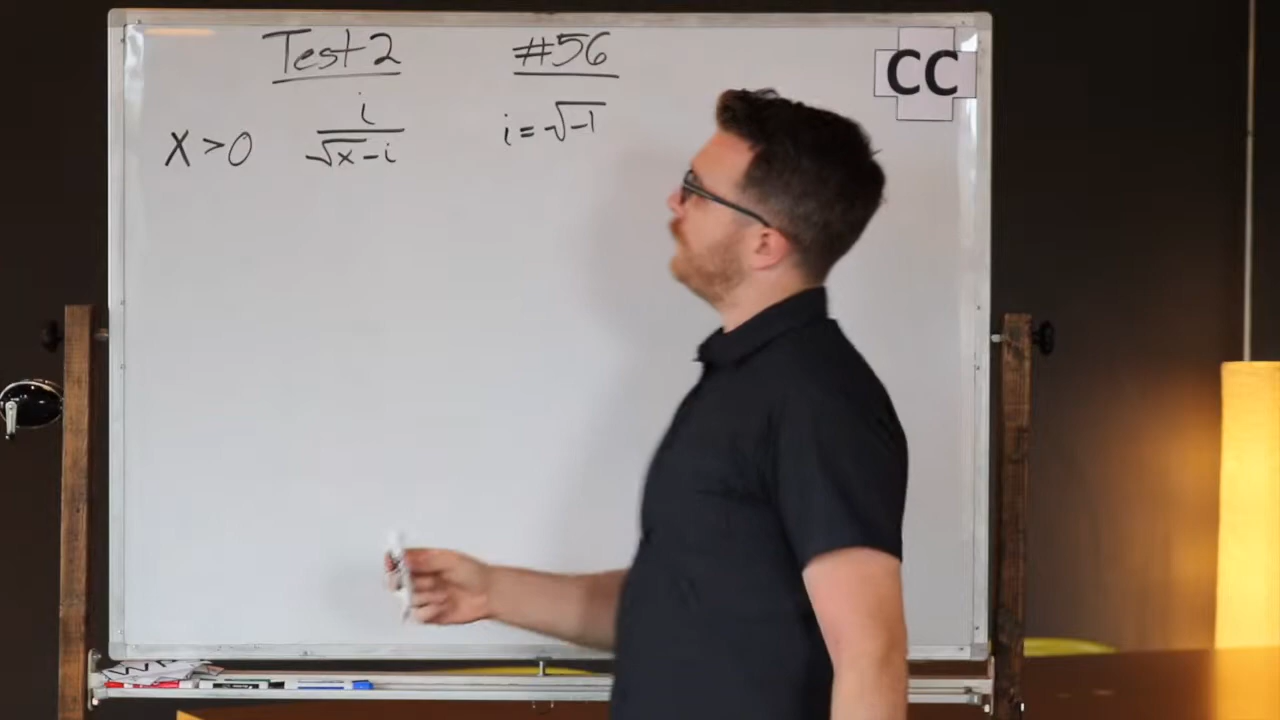 Test 2 #56
CC
x > 0 i/(√x - i) i = √-1